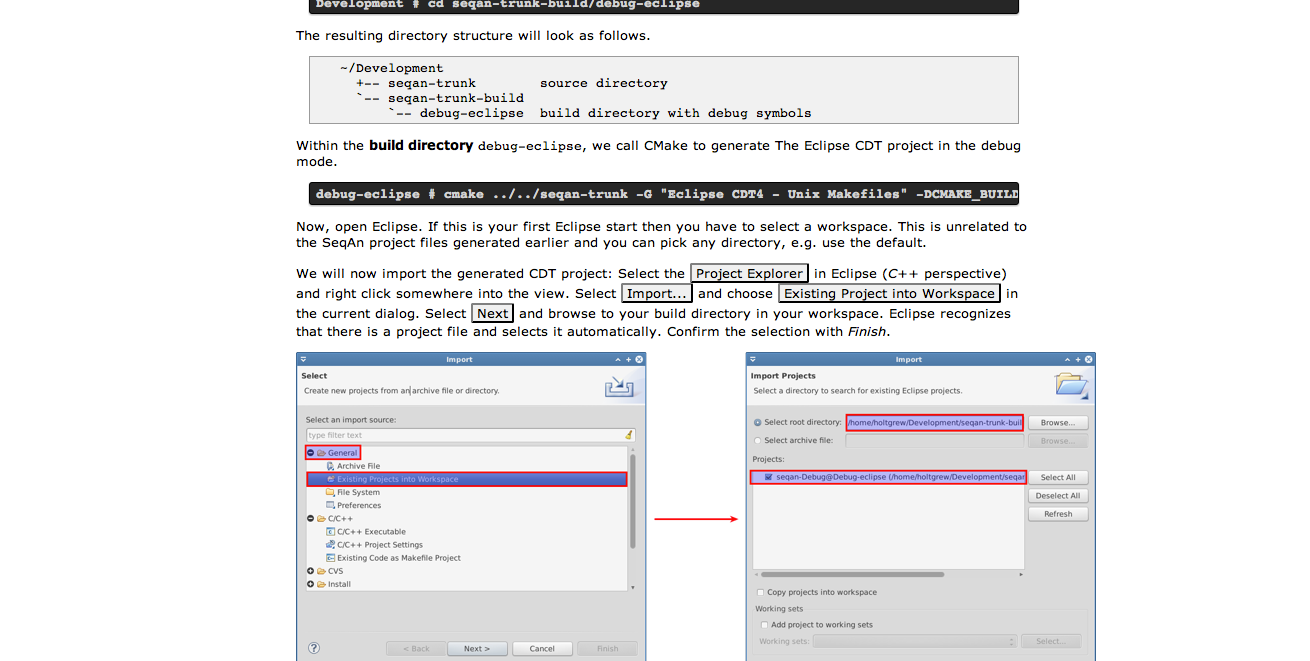 Development # cd seqan-trunk-build/debug-eclipse
The resulting directory structure will look as follows.
~/Development
+-- seqan-trunk        source directory
`-- seqan-trunk-build
`-- debug-eclipse  build directory with debug symbols
Within the build directory debug-eclipse, we call CMake to generate The Eclipse CDT project in the debug
mode.
debug-eclipse # cmake ../../seqan-trunk -G "Eclipse CDT4 - Unix Makefiles" -DCMAKE_BUILD
Now, open Eclipse. If this is your first Eclipse start then you have to select a workspace. This is unrelated to
the SeqAn project files generated earlier and you can pick any directory, e.g. use the default.
We will now import the generated CDT project: Select the Project Explorer in Eclipse (C++ perspective)
and right click somewhere into the view. Select Import... and choose Existing Project into Workspace in
the current dialog. Select Next and browse to your build directory in your workspace. Eclipse recognizes
that there is a project file and selects it automatically. Confirm the selection with Finish.
Import
Select
Create new projects from an archive file or directory.
Select an import source:
type filter text
General
Archive File
Existing Projects into Workspace
File System
Preferences
C/C++
C/C++ Executable
C/C++ Project Settings
Existing Code as Makefile Project
CVS
Install
< Back
Next >
Cancel
Finish
Import
Import Projects
Select a directory to search for existing Eclipse projects.
Select root directory: /home/holtgrew/Development/seqan-trunk-buil Browse...
Select archive file: Browse...
Projects:
seqan-Debug@Debug-eclipse (/home/holtgrew/Development/seqan
Select All
Deselect All
Refresh
Copy projects into workspace
Working sets
Add project to working sets
Working sets: Select...